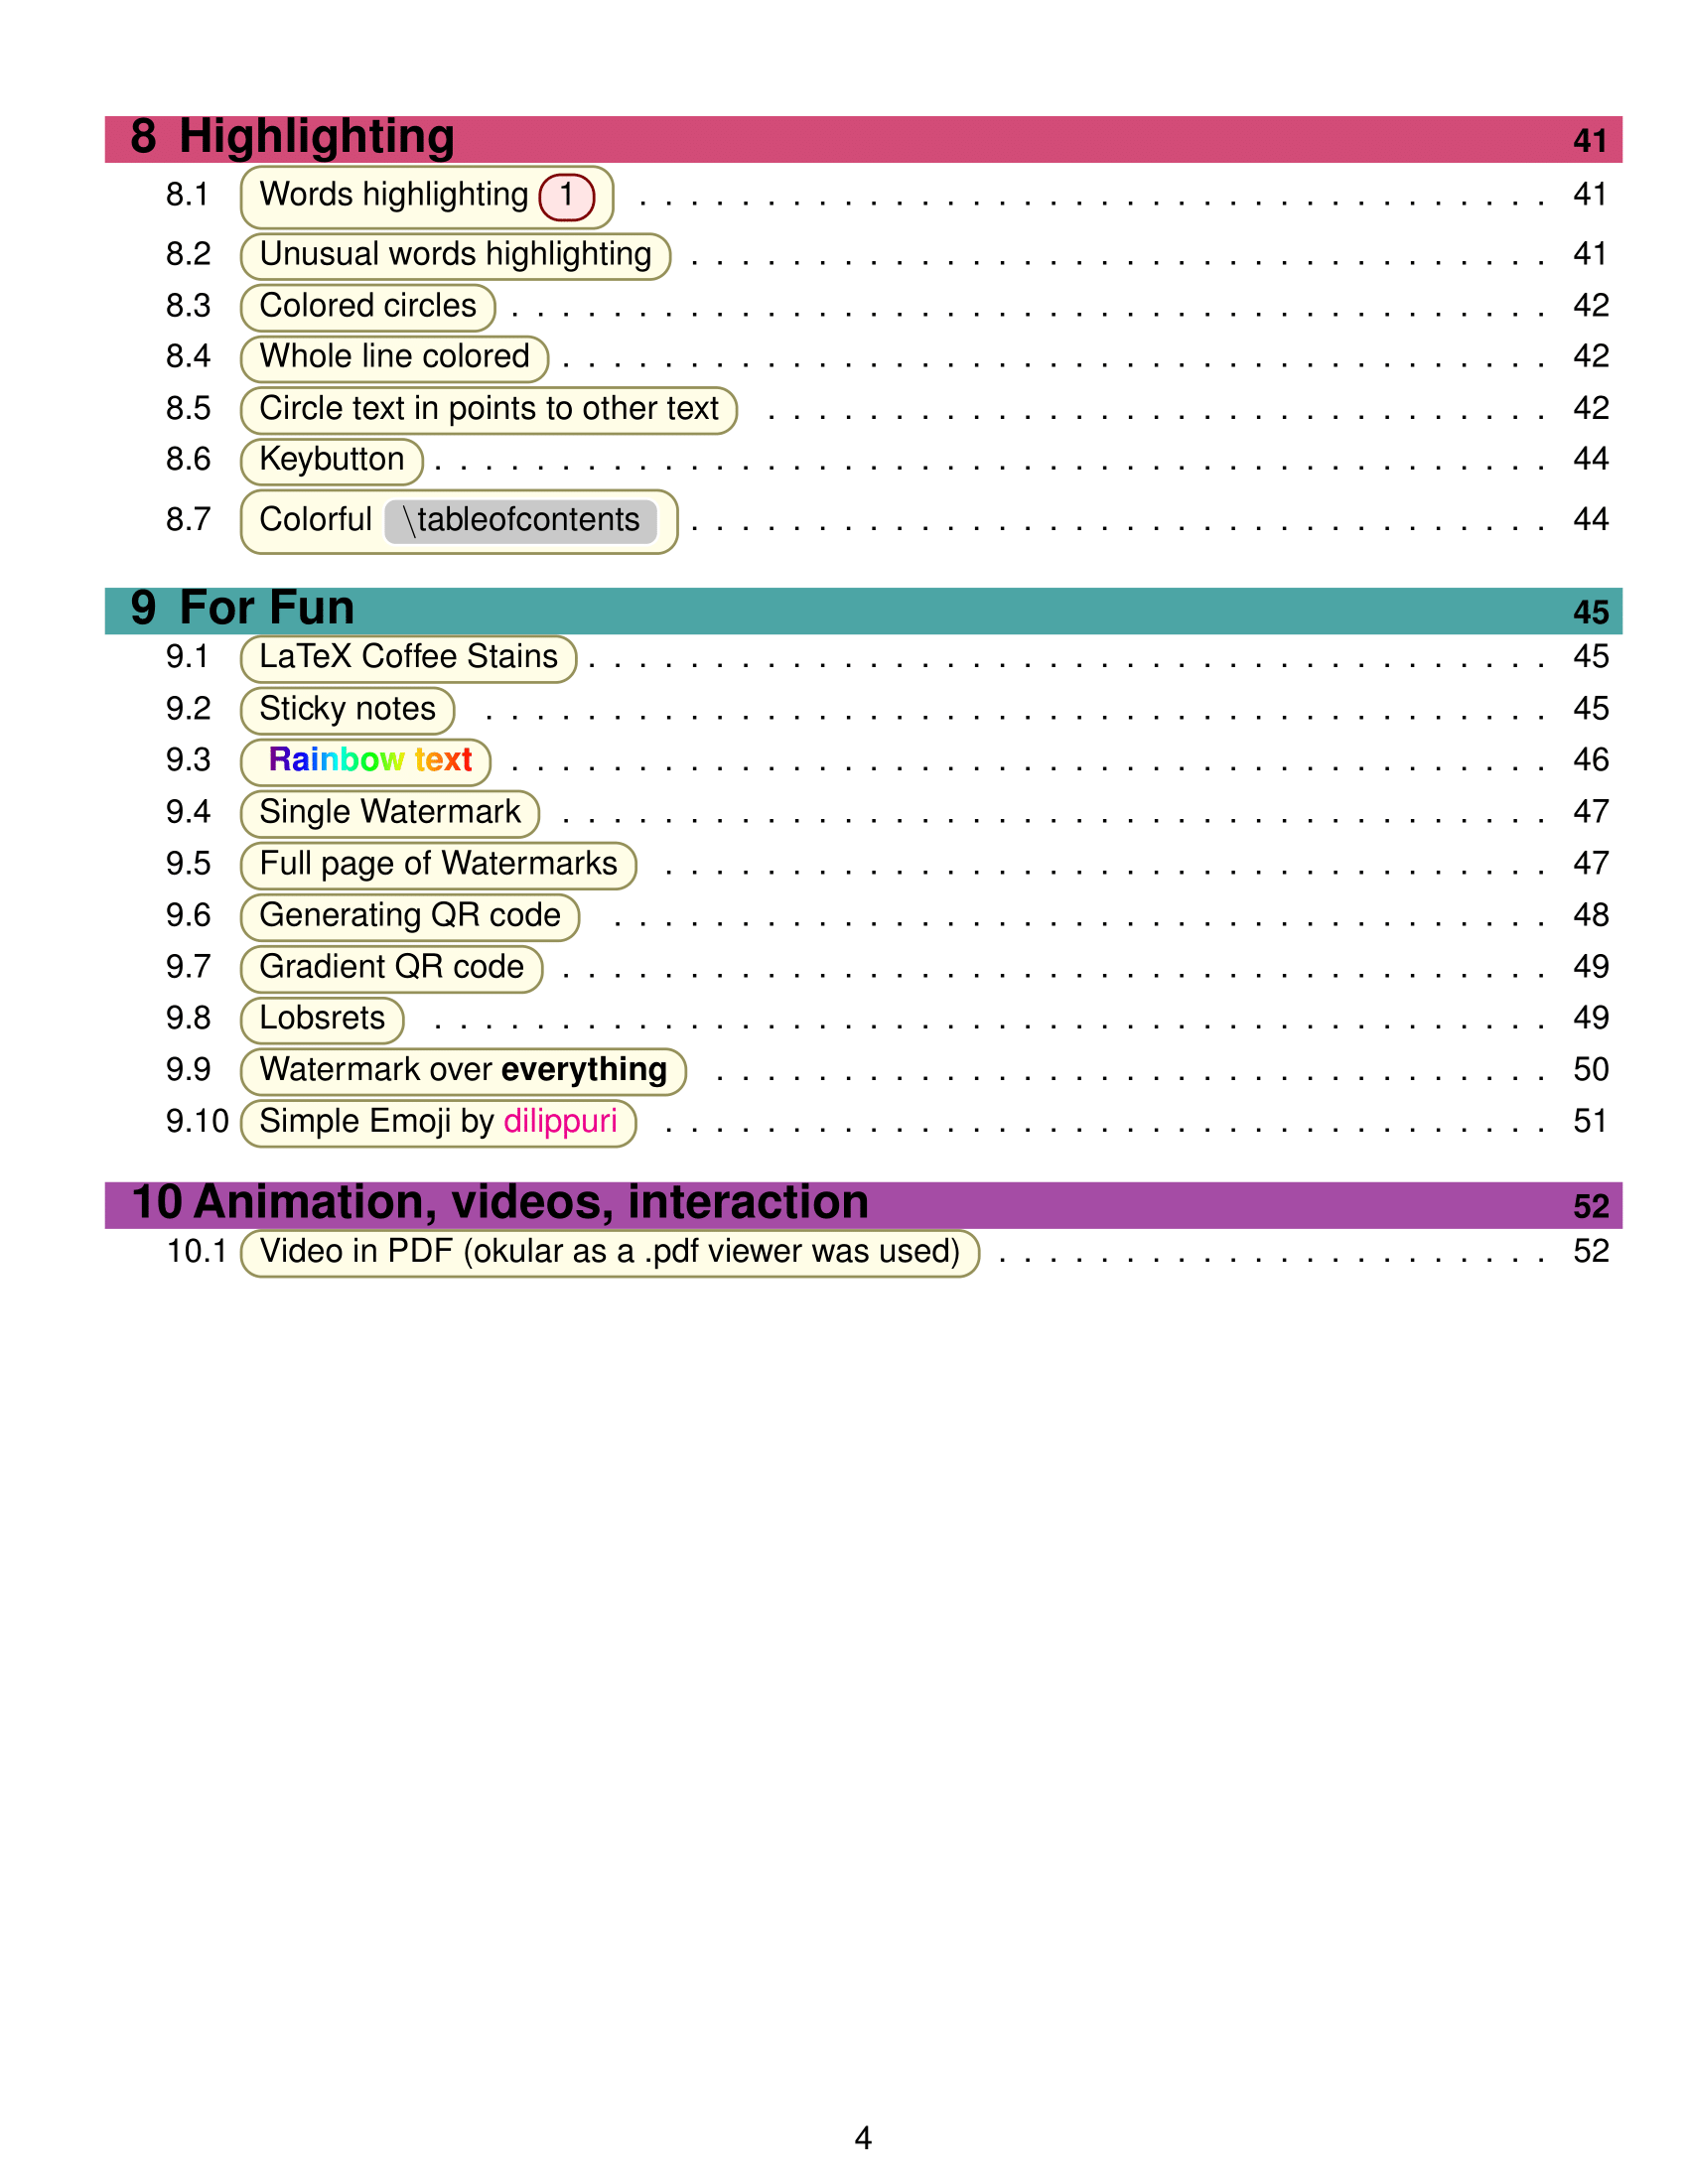 8 Highlighting 41
8.1 Words highlighting 1 . . . . . . . . . . . . . . . . . . . . . . . . . . . . . . . . . . . . 41
8.2 Unusual words highlighting . . . . . . . . . . . . . . . . . . . . . . . . . . . . . . . . . . 41
8.3 Colored circles . . . . . . . . . . . . . . . . . . . . . . . . . . . . . . . . . . . . . . . . . 42
8.4 Whole line colored . . . . . . . . . . . . . . . . . . . . . . . . . . . . . . . . . . . . . . . 42
8.5 Circle text in points to other text . . . . . . . . . . . . . . . . . . . . . . . . . . . . . . . 42
8.6 Keybutton . . . . . . . . . . . . . . . . . . . . . . . . . . . . . . . . . . . . . . . . . . . . 44
8.7 Colorful \tableofcontents . . . . . . . . . . . . . . . . . . . . . . . . . . . . . . . . . . 44
9 For Fun 45
9.1 LaTeX Coffee Stains . . . . . . . . . . . . . . . . . . . . . . . . . . . . . . . . . . . . . . 45
9.2 Sticky notes . . . . . . . . . . . . . . . . . . . . . . . . . . . . . . . . . . . . . . . . . . 45
9.3 Rainbow text . . . . . . . . . . . . . . . . . . . . . . . . . . . . . . . . . . . . . . . . . 46
9.4 Single Watermark . . . . . . . . . . . . . . . . . . . . . . . . . . . . . . . . . . . . . . . 47
9.5 Full page of Watermarks . . . . . . . . . . . . . . . . . . . . . . . . . . . . . . . . . . . 47
9.6 Generating QR code . . . . . . . . . . . . . . . . . . . . . . . . . . . . . . . . . . . . . 48
9.7 Gradient QR code . . . . . . . . . . . . . . . . . . . . . . . . . . . . . . . . . . . . . . . 49
9.8 Lobsrets . . . . . . . . . . . . . . . . . . . . . . . . . . . . . . . . . . . . . . . . . . . . 49
9.9 Watermark over everything . . . . . . . . . . . . . . . . . . . . . . . . . . . . . . . . . 50
9.10 Simple Emoji by dilippuri . . . . . . . . . . . . . . . . . . . . . . . . . . . . . . . . . . . 51
10 Animation, videos, interaction 52
10.1 Video in PDF (okular as a .pdf viewer was used) . . . . . . . . . . . . . . . . . . . . . . 52
4